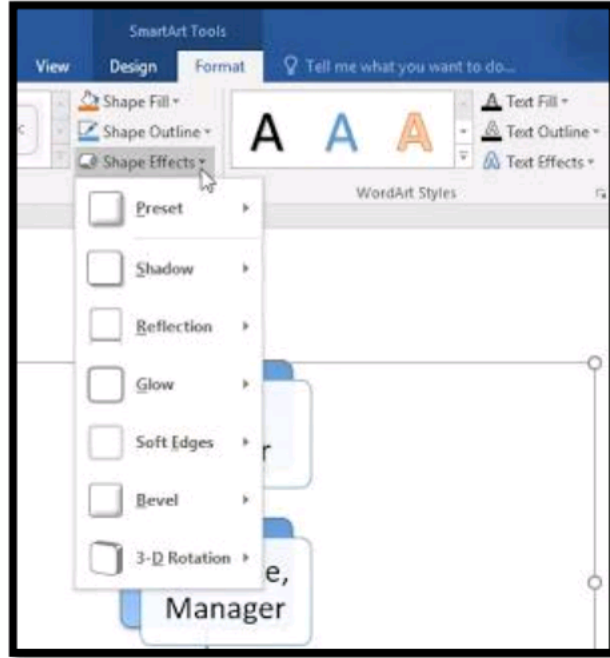 SmartArt Tools
View Design Format Tell me what you want to do...
Shape Fill
Shape Outline
Shape Effects
A A A
Text Fill
Text Outline
Text Effects
WordArt Styles
Preset
Shadow
Reflection
Glow
Soft Edges
Bevel
3-D Rotation
r
e,
Manager